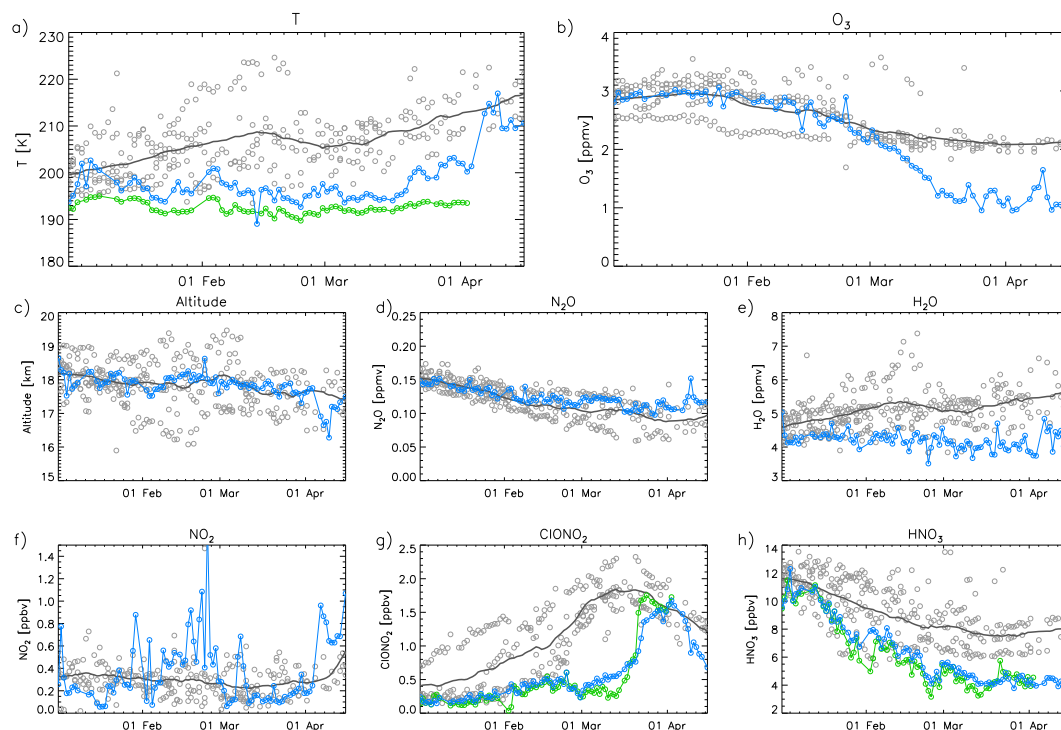 a) T
230
220
210
200
190
180
T [K]
01 Feb 01 Mar 01 Apr
b) O₃
4
3
2
1
0
O₃ [ppmv]
01 Feb 01 Mar 01 Apr
c) Altitude
20
19
18
17
16
15
Altitude [km]
01 Feb 01 Mar 01 Apr
d) N₂O
0.25
0.20
0.15
0.10
0.05
0.00
N₂O [ppmv]
01 Feb 01 Mar 01 Apr
e) H₂O
8
7
6
5
4
3
H₂O [ppmv]
01 Feb 01 Mar 01 Apr
f) NO₂
1.4
1.2
1.0
0.8
0.6
0.4
0.2
0.0
NO₂ [ppbv]
01 Feb 01 Mar 01 Apr
g) ClONO₂
2.5
2.0
1.5
1.0
0.5
0.0
ClONO₂ [ppbv]
01 Feb 01 Mar 01 Apr
h) HNO₃
14
12
10
8
6
4
2
HNO₃ [ppbv]
01 Feb 01 Mar 01 Apr